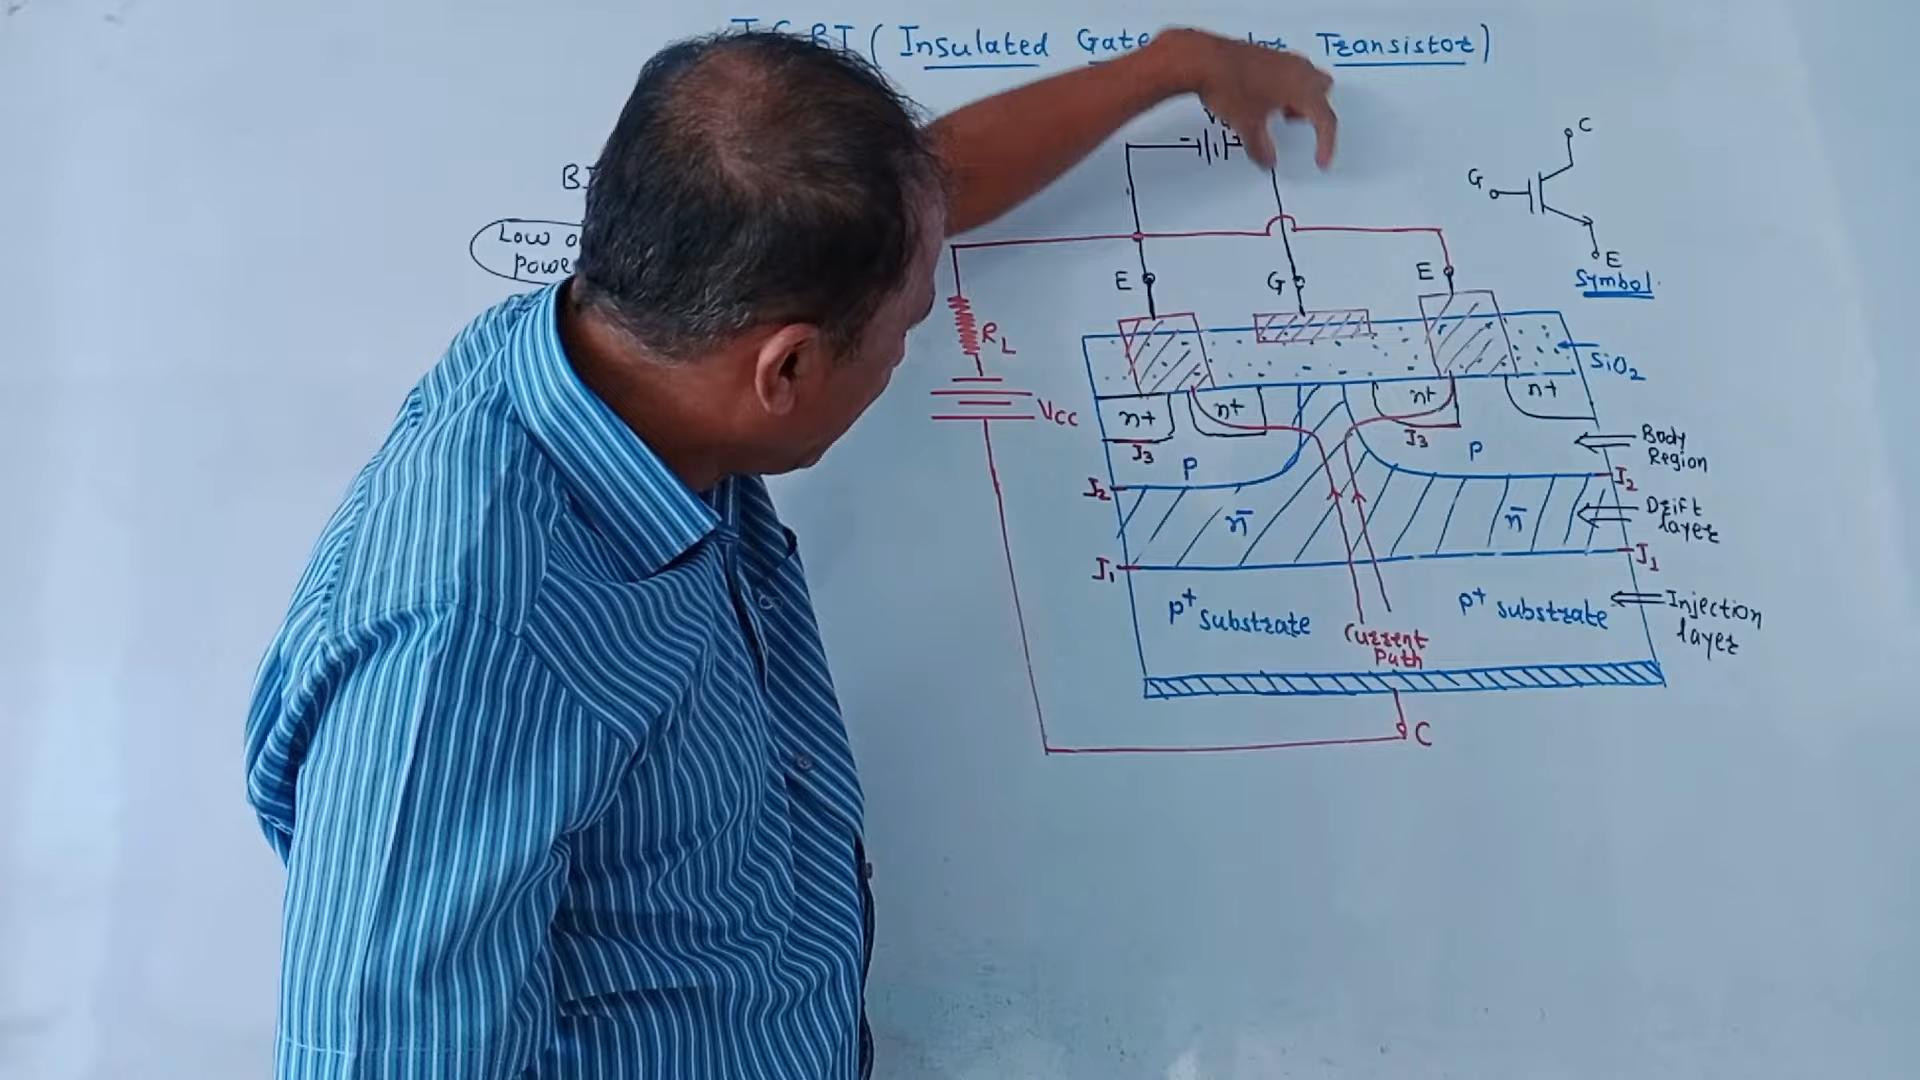 (Insulated Gate Transistor)
Low
Power
C
G
E
Symbol
E
G
E
RL
VCC
SiO2
n+
n+
n+
n+
J3
J3
P
P
Body
Region
J2
J2
n-
n-
Drift
layer
J1
J1
P+ substrate
P+ substrate
Injection
layer
Current
Path
C